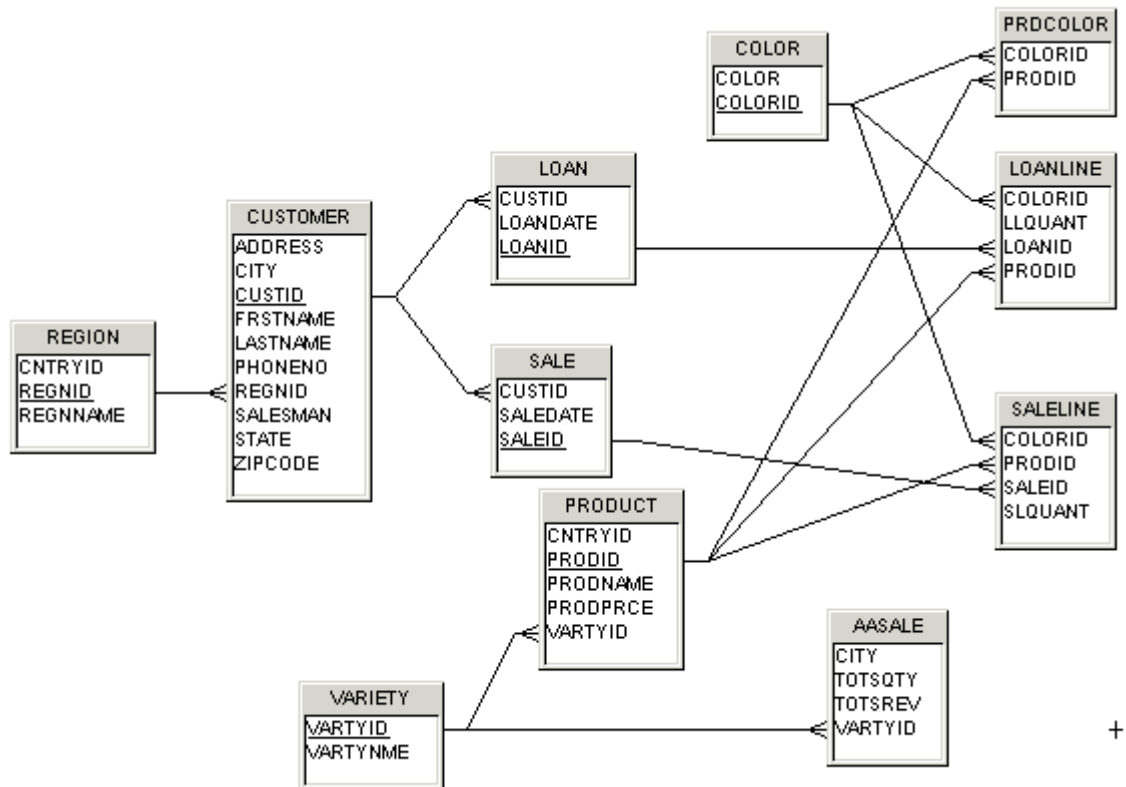 REGION
CNTRYID
REGNID
REGNNAME
CUSTOMER
ADDRESS
CITY
CUSTID
FRSTNAME
LASTNAME
PHONENO
REGNID
SALESMAN
STATE
ZIPCODE
LOAN
CUSTID
LOANDATE
LOANID
SALE
CUSTID
SALEDATE
SALEID
COLOR
COLOR
COLORID
PRDCOLOR
COLORID
PRODID
LOANLINE
COLORID
LLQUANT
LOANID
PRODID
SALELINE
COLORID
PRODID
SALEID
SLQUANT
PRODUCT
CNTRYID
PRODID
PRODNAME
PRODPRCE
VARTYID
VARIETY
VARTYID
VARTYNME
AASALE
CITY
TOTSQTY
TOTSREV
VARTYID
+